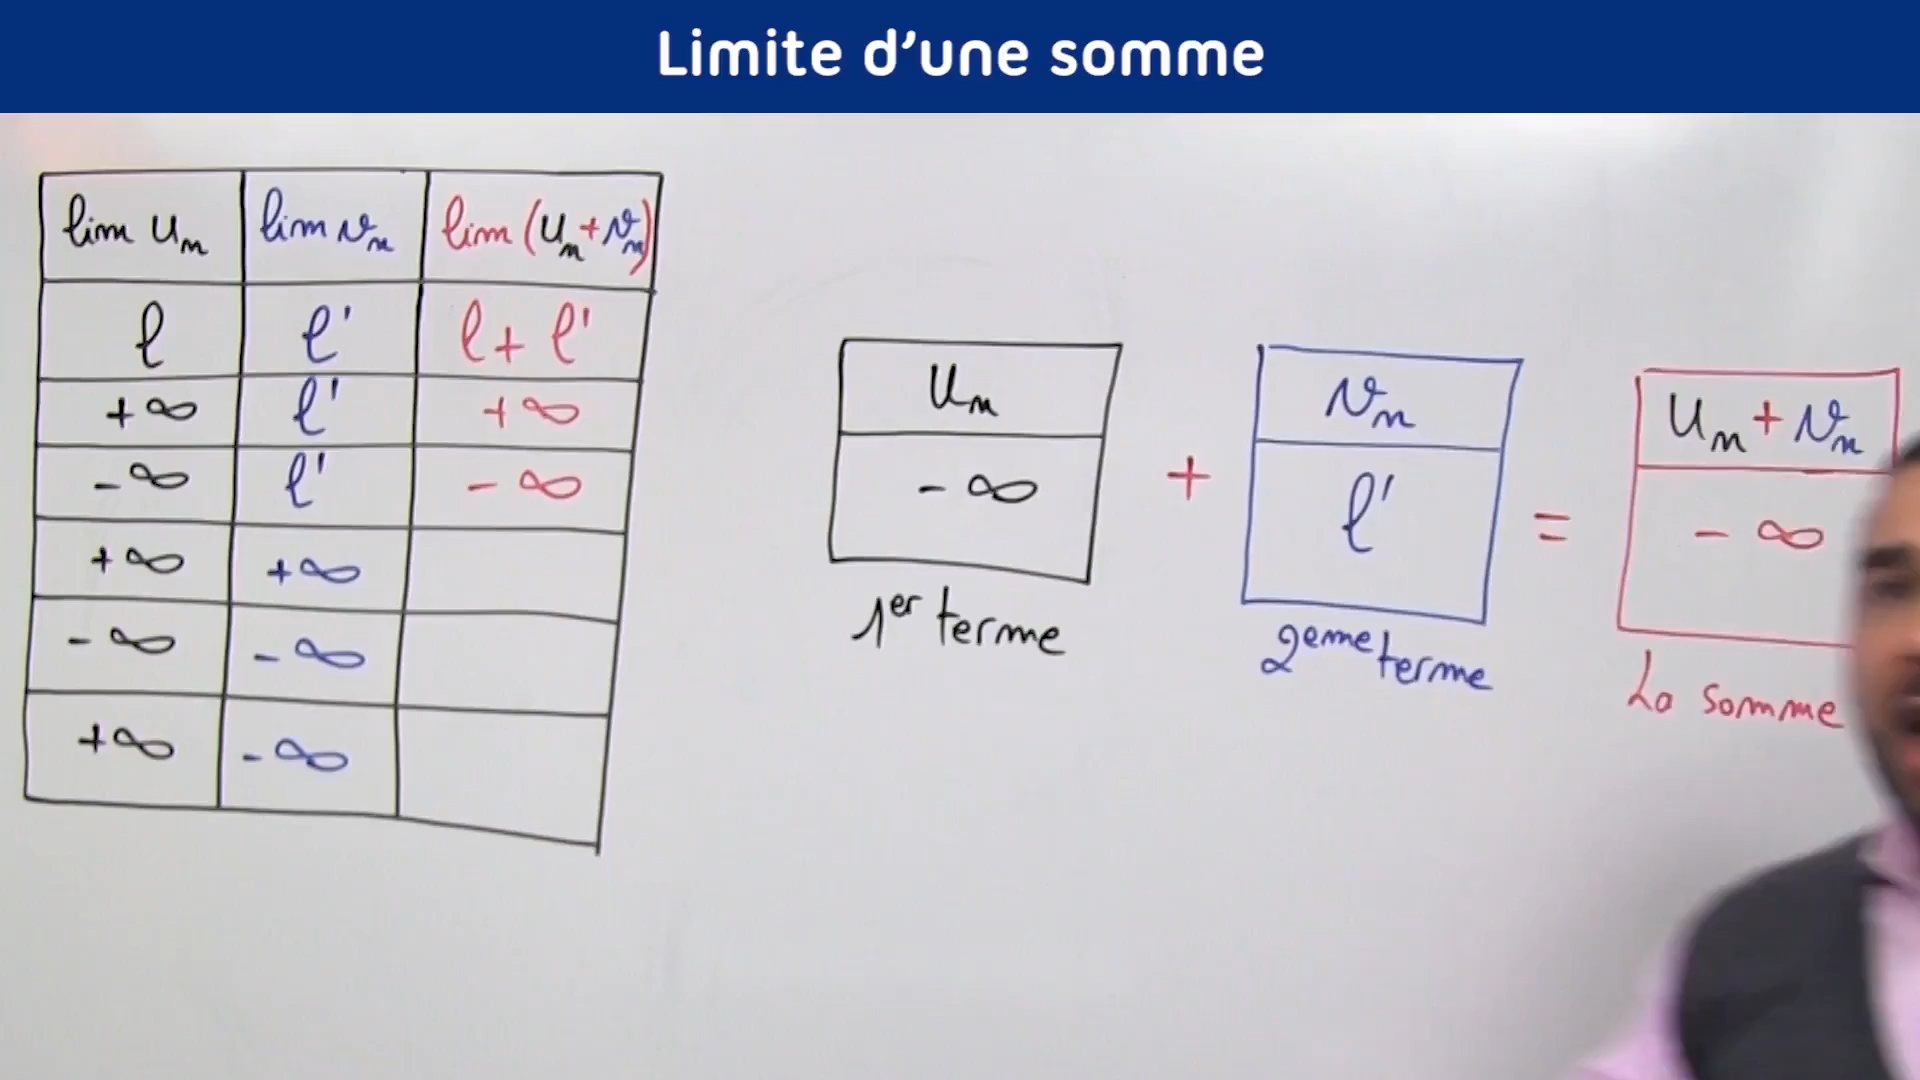 Limite d’une somme
lim un lim vn lim (un+vn)
l l' l + l'
+∞ l' +∞
-∞ l' -∞
+∞ +∞
-∞ -∞
+∞ -∞
un
-∞
1er terme
+
vn
l'
2eme terme
=
un + vn
-∞
La somme